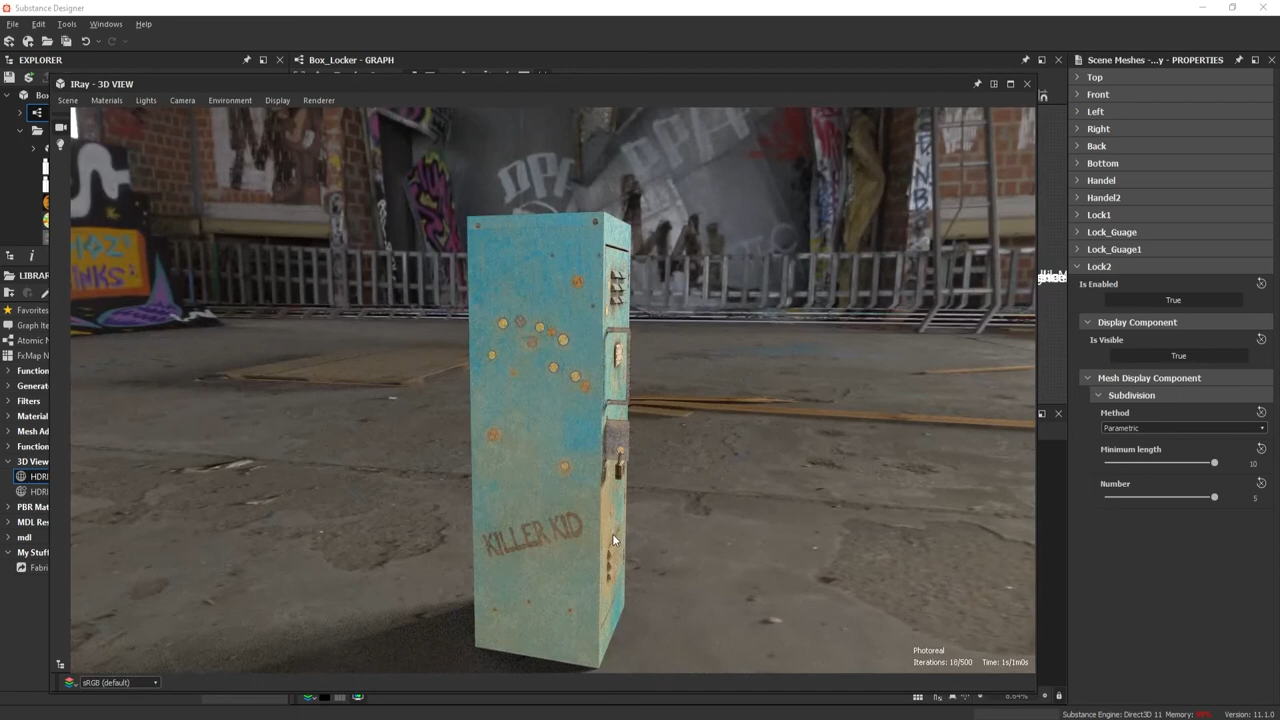 Substance Designer
File Edit Tools Windows Help
EXPLORER
Box_Locker - GRAPH
Scene Meshes -...y - PROPERTIES
IRay - 3D VIEW
Scene Materials Lights Camera Environment Display Renderer
Top
Front
Left
Right
Back
Bottom
Handel
Handel2
Lock1
Lock_Guage
Lock_Guage1
Lock2
Is Enabled
True
Display Component
Is Visible
True
Mesh Display Component
Subdivision
Method
Parametric
Minimum length
10
Number
5
Box
LIBRAR
Favorites
Graph Ite
Atomic N
FxMap N
Function
Generat
Filters
Material
Mesh Ad
Function
3D View
HDRI
HDRI
PBR Mat
MDL Res
mdl
My Stuff
Fabri
KILLER KID
Photoreal
Iterations: 18/500 Time: 1s/1m0s
sRGB (default)
8.64%
Substance Engine: Direct3D 11 Memory: Version: 11.1.0